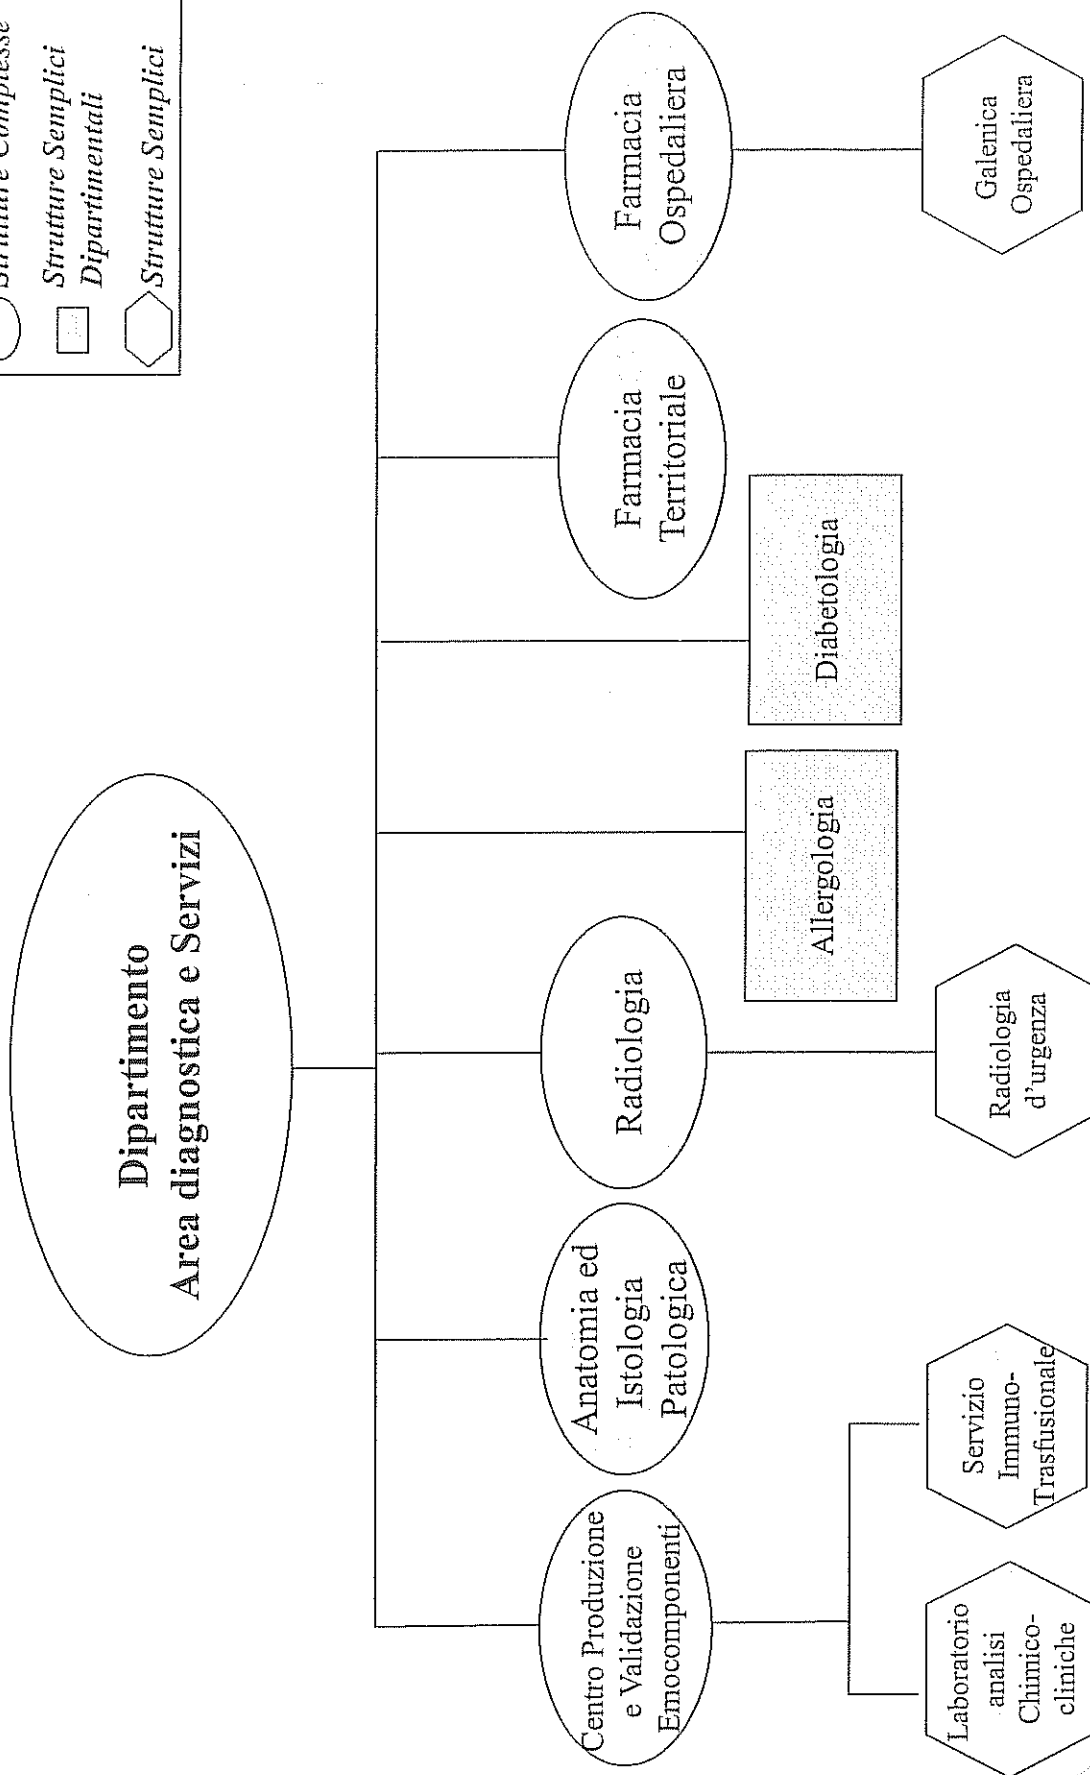 Strutture Complesse
Strutture Semplici
Dipartimentali
Strutture Semplici
Dipartimento
Area diagnostica e Servizi
Centro Produzione
e Validazione
Emocomponenti
Anatomia ed
Istologia
Patologica
Radiologia
Allergologia
Diabetologia
Farmacia
Territoriale
Farmacia
Ospedaliera
Laboratorio
analisi
Chimico-
cliniche
Servizio
Immuno-
Trasfusionale
Radiologia
d'urgenza
Galenica
Ospedaliera